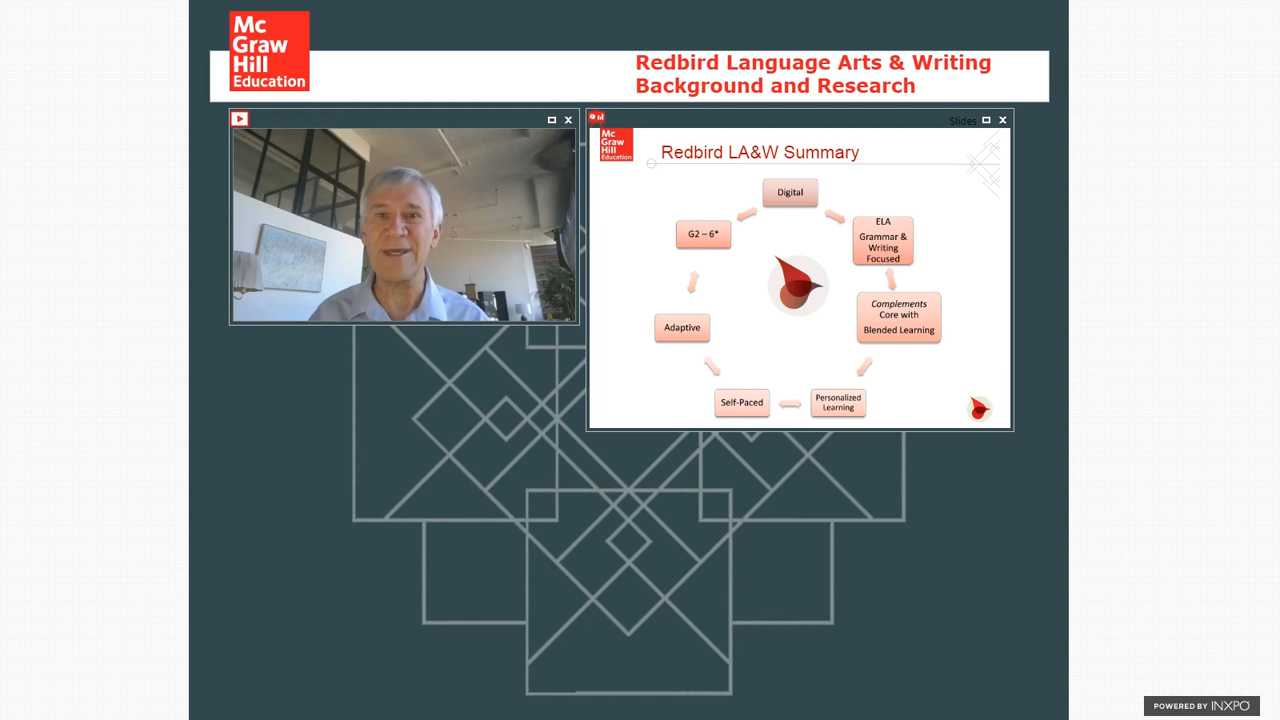 Mc
Graw
Hill
Education
Redbird Language Arts & Writing
Background and Research
Slides
Mc
Graw
Hill
Education
Redbird LA&W Summary
Digital
G2 – 6*
ELA
Grammar &
Writing
Focused
Complements
Core with
Blended Learning
Adaptive
Self-Paced
Personalized
Learning
POWERED BY INXPO